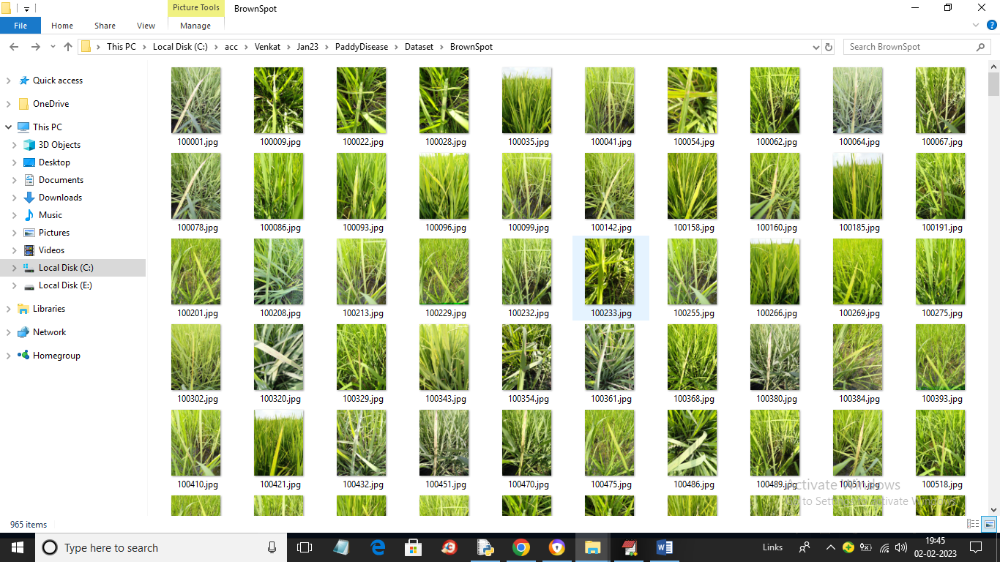 Picture Tools
BrownSpot
File Home Share View Manage
This PC Local Disk (C:) acc Venkat Jan23 PaddyDisease Dataset BrownSpot
Search BrownSpot
Quick access
OneDrive
This PC
3D Objects
Desktop
Documents
Downloads
Music
Pictures
Videos
Local Disk (C:)
Local Disk (E:)
Libraries
Network
Homegroup
100001.jpg 100009.jpg 100022.jpg 100028.jpg 100035.jpg 100041.jpg 100054.jpg 100062.jpg 100064.jpg 100067.jpg
100078.jpg 100086.jpg 100093.jpg 100096.jpg 100099.jpg 100142.jpg 100158.jpg 100160.jpg 100185.jpg 100191.jpg
100201.jpg 100208.jpg 100213.jpg 100229.jpg 100232.jpg 100233.jpg 100255.jpg 100266.jpg 100269.jpg 100275.jpg
100302.jpg 100320.jpg 100329.jpg 100343.jpg 100354.jpg 100361.jpg 100368.jpg 100380.jpg 100384.jpg 100393.jpg
100410.jpg 100421.jpg 100432.jpg 100451.jpg 100470.jpg 100475.jpg 100486.jpg 100489.jpg 100511.jpg 100518.jpg
Activate Windows
to Settings
965 items
Type here to search
Links
19:45
02-02-2023